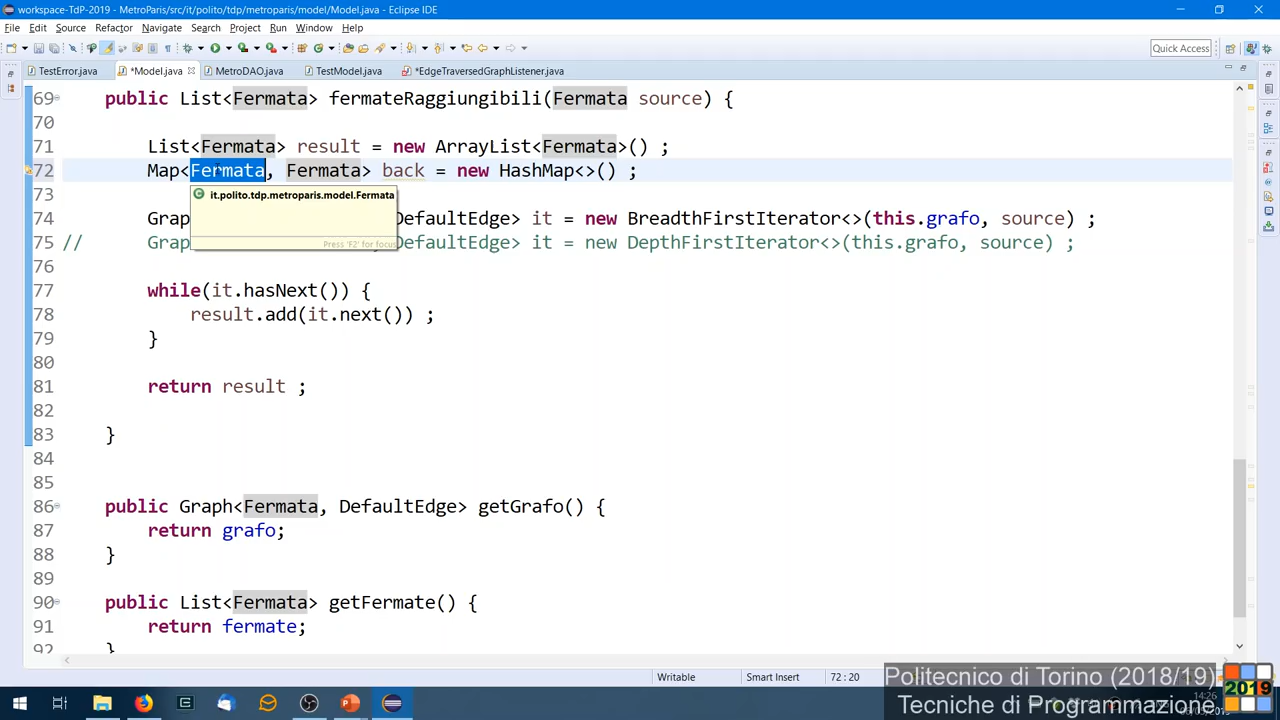 workspace-TdP-2019 - MetroParis/src/it/polito/tdp/metroparis/model/Model.java - Eclipse IDE
File Edit Source Refactor Navigate Search Project Run Window Help
Quick Access
TestError.java *Model.java MetroDAO.java TestModel.java *EdgeTraversedGraphListener.java
69 public List<Fermata> fermateRaggiungibili(Fermata source) {
70
71 List<Fermata> result = new ArrayList<Fermata>() ;
72 Map<Fermata, Fermata> back = new HashMap<>() ;
73 it.polito.tdp.metroparis.model.Fermata
74 Grap DefaultEdge> it = new BreadthFirstIterator<>(this.grafo, source) ;
75 // Grap DefaultEdge> it = new DepthFirstIterator<>(this.grafo, source) ;
Press 'F2' for focus
76
77 while(it.hasNext()) {
78 result.add(it.next()) ;
79 }
80
81 return result ;
82
83 }
84
85
86 public Graph<Fermata, DefaultEdge> getGrafo() {
87 return grafo;
88 }
89
90 public List<Fermata> getFermate() {
91 return fermate;
92 }
Writable Smart Insert 72 : 20
Politecnico di Torino (2018/19)
Tecniche di Programmazione
2019
14:26